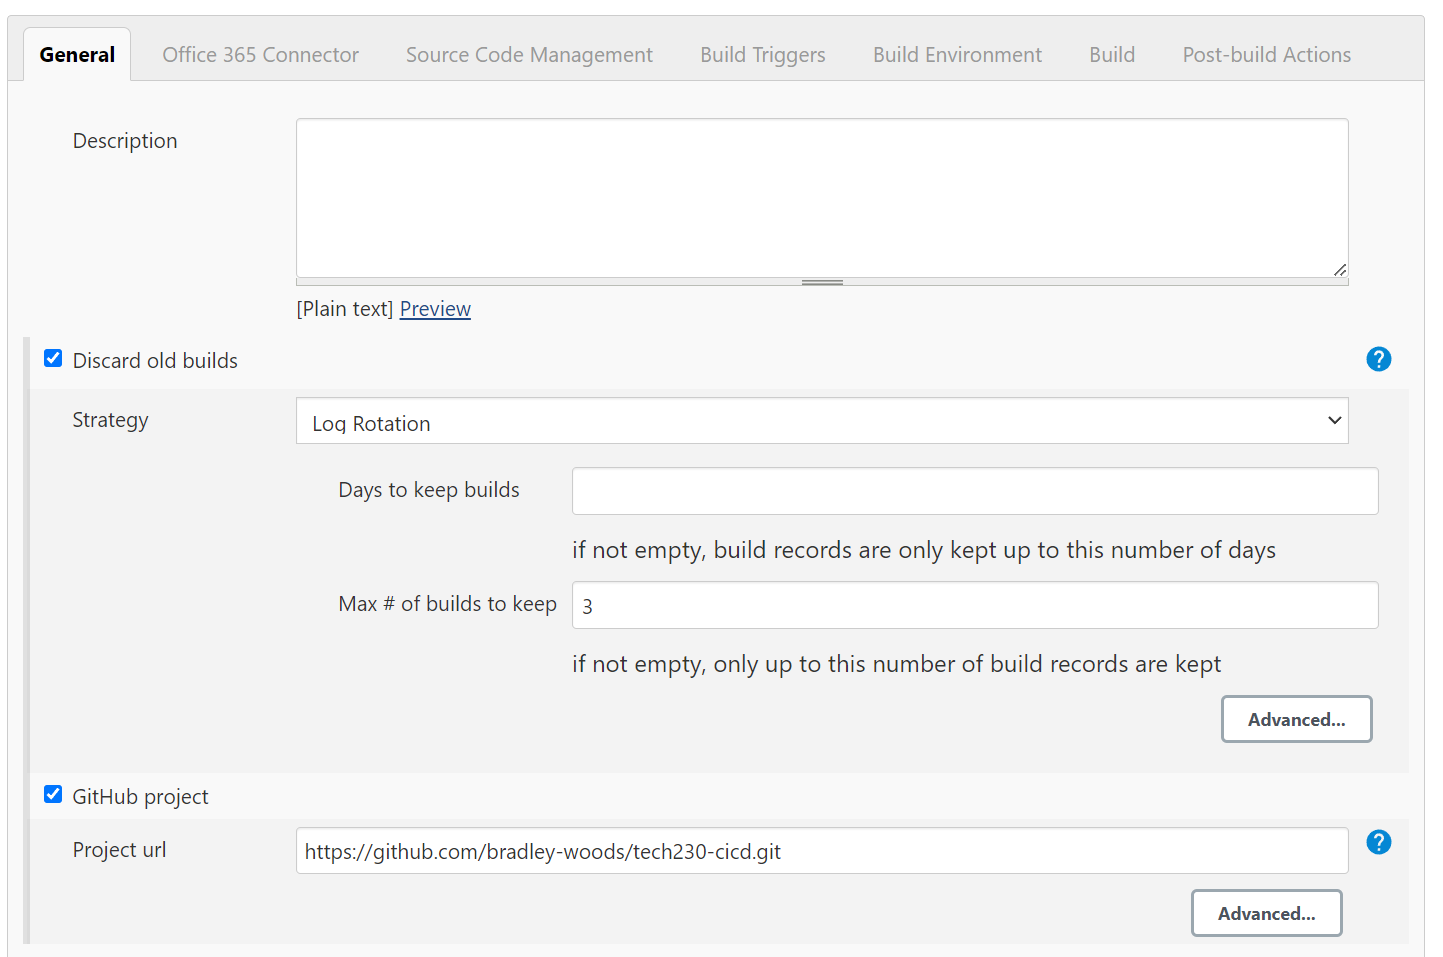 General Office 365 Connector Source Code Management Build Triggers Build Environment Build Post-build Actions
Description
[Plain text] Preview
Discard old builds ?
Strategy Log Rotation
Days to keep builds
if not empty, build records are only kept up to this number of days
Max # of builds to keep 3
if not empty, only up to this number of build records are kept
Advanced...
GitHub project
Project url https://github.com/bradley-woods/tech230-cicd.git ?
Advanced...